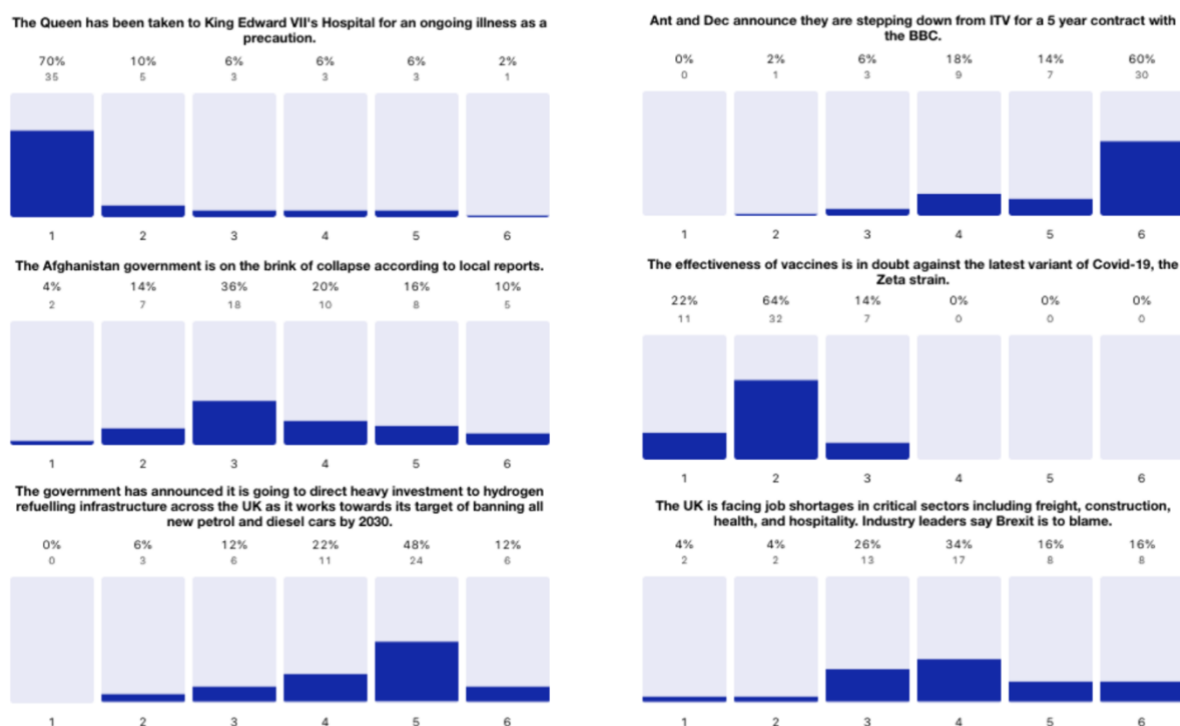 The Queen has been taken to King Edward VII's Hospital for an ongoing illness as a
precaution.
70% 10% 6% 6% 6% 2%
35 5 3 3 3 1
1 2 3 4 5 6
The Afghanistan government is on the brink of collapse according to local reports.
4% 14% 36% 20% 16% 10%
2 7 18 10 8 5
1 2 3 4 5 6
The government has announced it is going to direct heavy investment to hydrogen
refuelling infrastructure across the UK as it works towards its target of banning all
new petrol and diesel cars by 2030.
0% 6% 12% 22% 48% 12%
0 3 6 11 24 6
1 2 3 4 5 6
Ant and Dec announce they are stepping down from ITV for a 5 year contract with
the BBC.
0% 2% 6% 18% 14% 60%
0 1 3 9 7 30
1 2 3 4 5 6
The effectiveness of vaccines is in doubt against the latest variant of Covid-19, the
Zeta strain.
22% 64% 14% 0% 0% 0%
11 32 7 0 0 0
1 2 3 4 5 6
The UK is facing job shortages in critical sectors including freight, construction,
health, and hospitality. Industry leaders say Brexit is to blame.
4% 4% 26% 34% 16% 16%
2 2 13 17 8 8
1 2 3 4 5 6